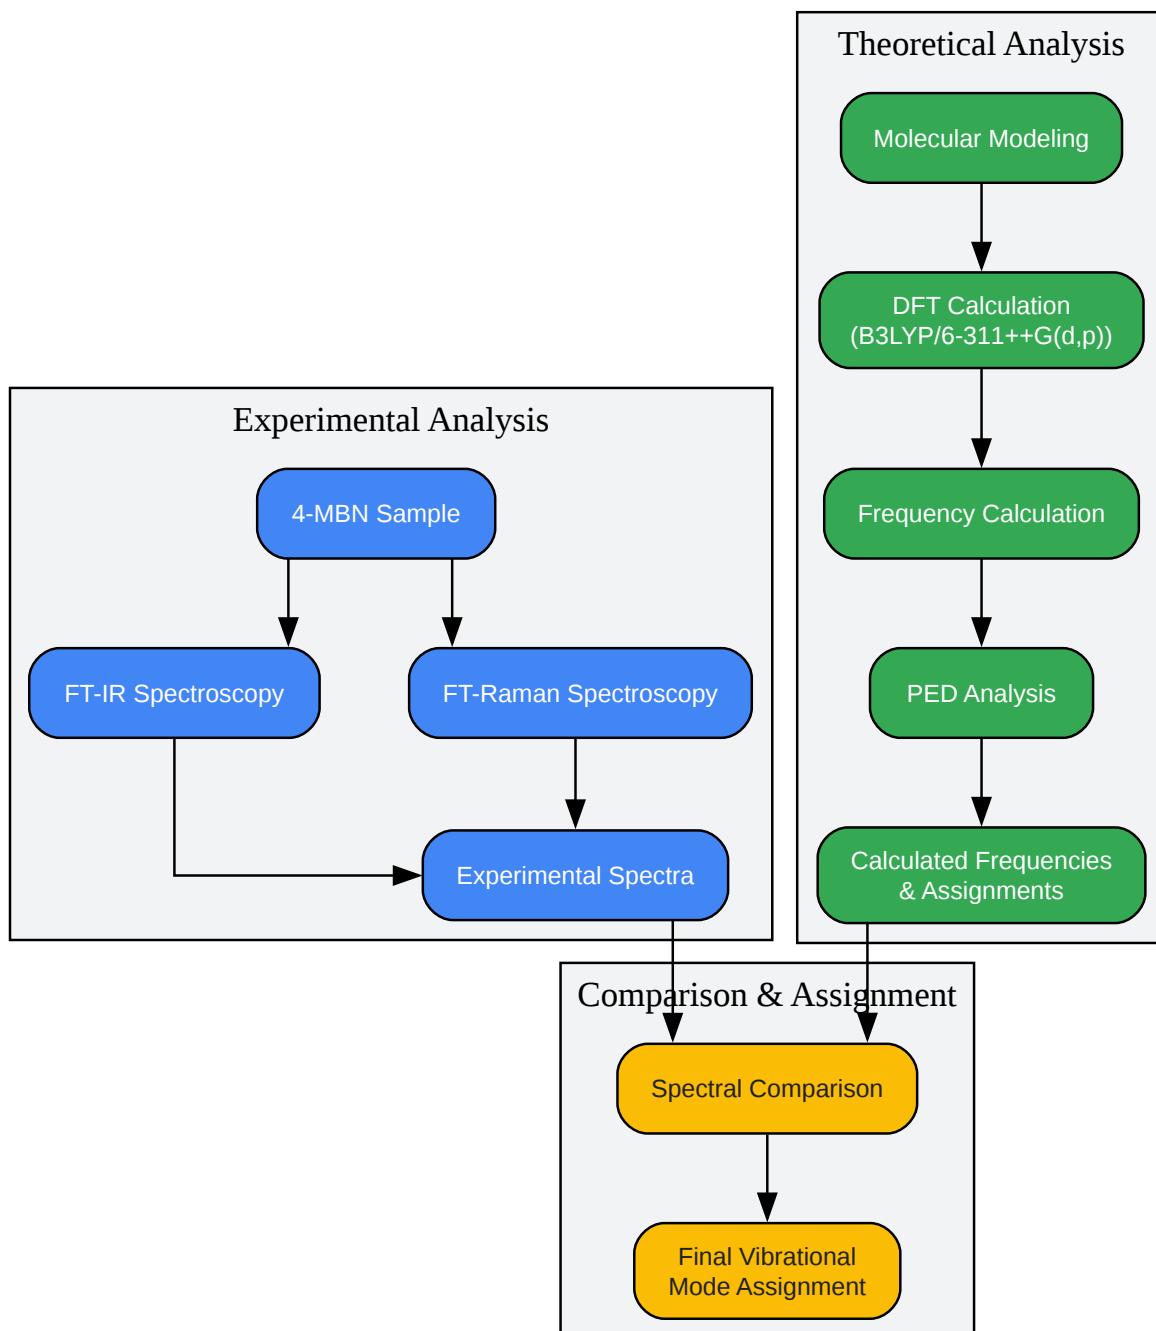 Theoretical Analysis
Molecular Modeling
DFT Calculation
(B3LYP/6-311++G(d,p))
Frequency Calculation
PED Analysis
Calculated Frequencies
& Assignments
Experimental Analysis
4-MBN Sample
FT-IR Spectroscopy
FT-Raman Spectroscopy
Experimental Spectra
Comparison & Assignment
Spectral Comparison
Final Vibrational
Mode Assignment